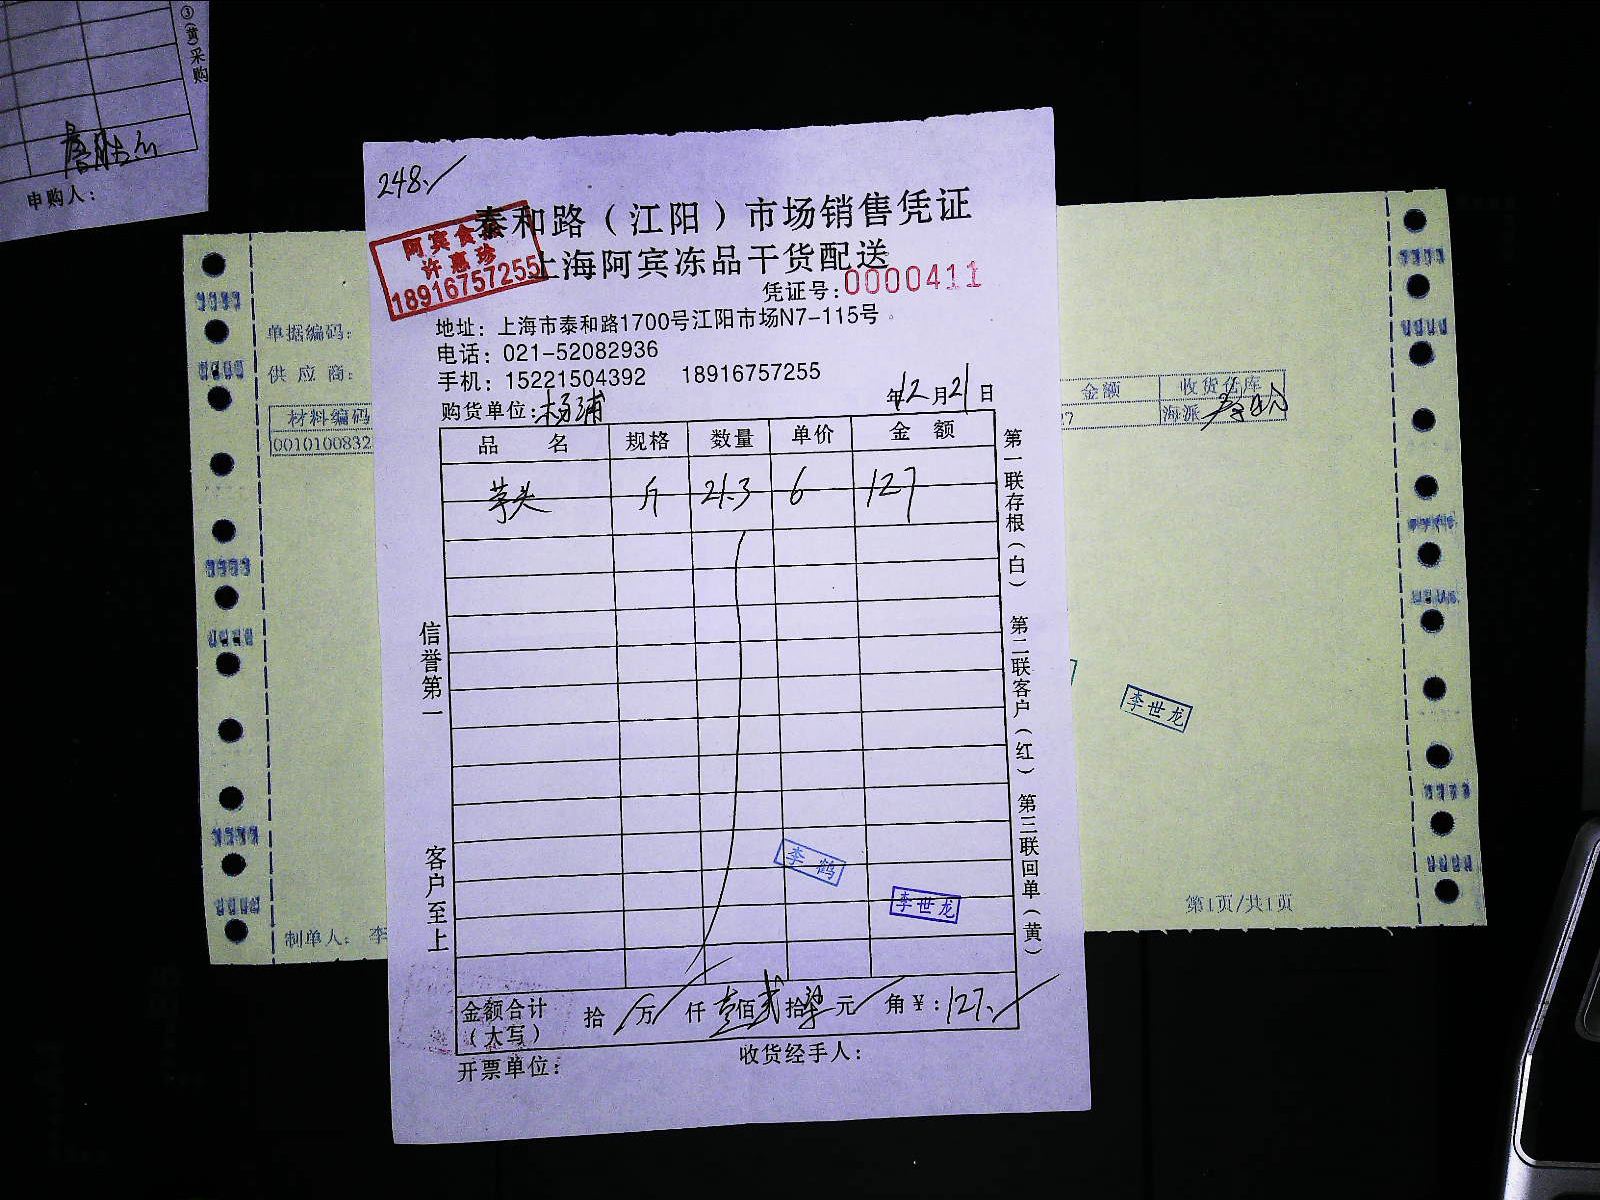 ③(黄)采购
申购人：
248.
泰和路（江阳）市场销售凭证
上海阿宾冻品干货配送
阿宾食
许惠珍
18916757255
凭证号：0000411
地址：上海市泰和路1700号江阳市场N7-115号
电话：021-52082936
手机：15221504392 18916757255
购货单位：杨浦
年12月21日
品名 规格 数量 单价 金额
芋头 斤 21.3 6 127
第一联存根（白） 第二联客户（红） 第三联回单（黄）
信誉第一
客户至上
李鹤
李世龙
金额合计（大写） 拾 万 仟 壹佰贰拾柒元 角 ¥：127.
开票单位：
收货经手人：
单据编码：
供应商：
材料编码
0010100832
金额 收货仓库
27 海派
李世龙
制单人：李
第1页/共1页